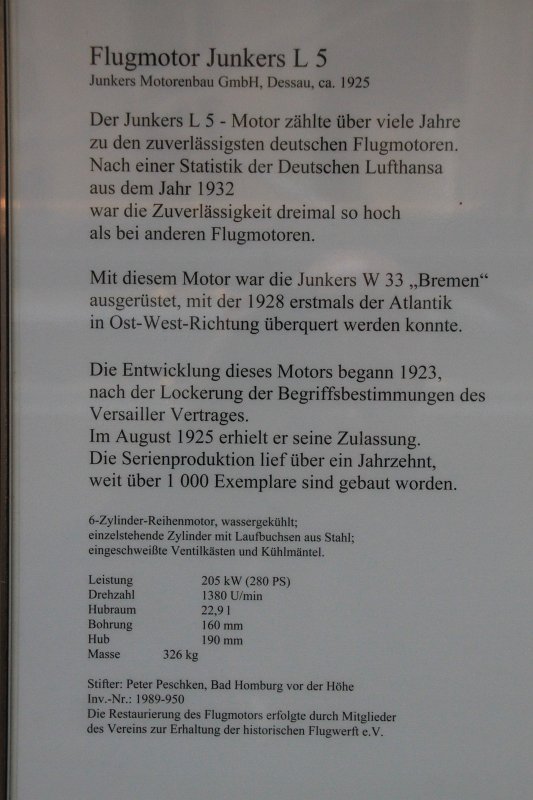 Flugmotor Junkers L 5
Junkers Motorenbau GmbH, Dessau, ca. 1925
Der Junkers L 5 - Motor zählte über viele Jahre
zu den zuverlässigsten deutschen Flugmotoren.
Nach einer Statistik der Deutschen Lufthansa
aus dem Jahr 1932
war die Zuverlässigkeit dreimal so hoch
als bei anderen Flugmotoren.
Mit diesem Motor war die Junkers W 33 „Bremen“
ausgerüstet, mit der 1928 erstmals der Atlantik
in Ost-West-Richtung überquert werden konnte.
Die Entwicklung dieses Motors begann 1923,
nach der Lockerung der Begriffsbestimmungen des
Versailler Vertrages.
Im August 1925 erhielt er seine Zulassung.
Die Serienproduktion lief über ein Jahrzehnt,
weit über 1 000 Exemplare sind gebaut worden.
6-Zylinder-Reihenmotor, wassergekühlt;
einzelstehende Zylinder mit Laufbuchsen aus Stahl;
eingeschweißte Ventilkästen und Kühlmäntel.
Leistung 205 kW (280 PS)
Drehzahl 1380 U/min
Hubraum 22,9 l
Bohrung 160 mm
Hub 190 mm
Masse 326 kg
Stifter: Peter Peschken, Bad Homburg vor der Höhe
Inv.-Nr.: 1989-950
Die Restaurierung des Flugmotors erfolgte durch Mitglieder
des Vereins zur Erhaltung der historischen Flugwerft e.V.